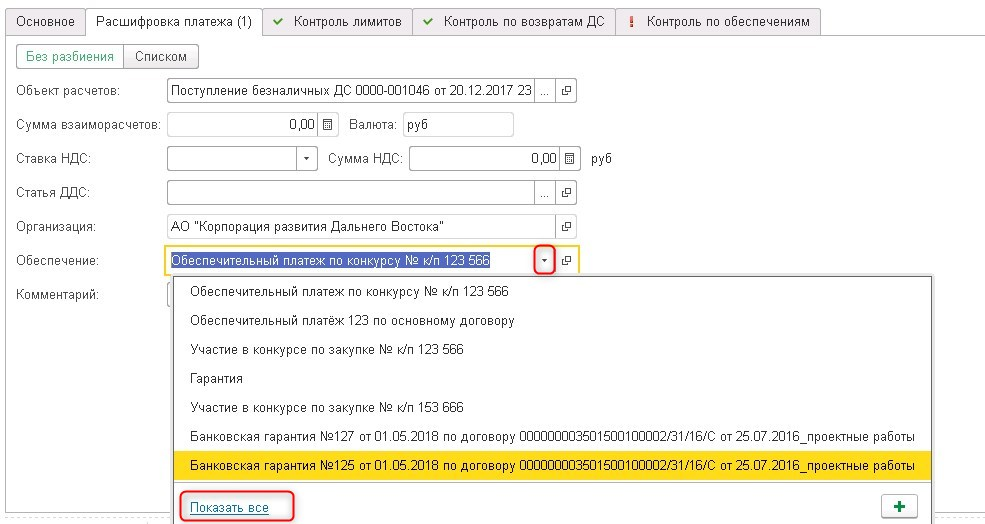 Основное Расшифровка платежа (1) Контроль лимитов Контроль по возвратам ДС Контроль по обеспечениям
Без разбиения Списком
Объект расчетов: Поступление безналичных ДС 0000-001046 от 20.12.2017 23 ...
Сумма взаиморасчетов: 0,00 Валюта: руб
Ставка НДС: Сумма НДС: 0,00 руб
Статья ДДС: ...
Организация: АО "Корпорация развития Дальнего Востока"
Обеспечение: Обеспечительный платеж по конкурсу № к/п 123 566
Комментарий:
Обеспечительный платеж по конкурсу № к/п 123 566
Обеспечительный платёж 123 по основному договору
Участие в конкурсе по закупке № к/п 123 566
Гарантия
Участие в конкурсе по закупке № к/п 153 666
Банковская гарантия №127 от 01.05.2018 по договору 000000003501500100002/31/16/С от 25.07.2016_проектные работы
Банковская гарантия №125 от 01.05.2018 по договору 000000003501500100002/31/16/С от 25.07.2016_проектные работы
Показать все